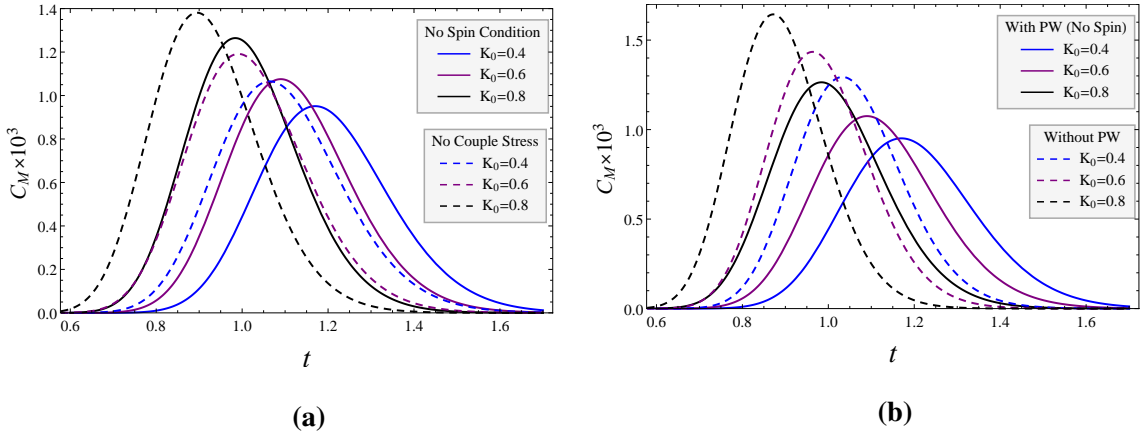 No Spin Condition
K₀=0.4
K₀=0.6
K₀=0.8
No Couple Stress
K₀=0.4
K₀=0.6
K₀=0.8
C_M×10³
1.4
1.2
1.0
0.8
0.6
0.4
0.2
0.0
0.6 0.8 1.0 1.2 1.4 1.6
t
(a)
With PW (No Spin)
K₀=0.4
K₀=0.6
K₀=0.8
Without PW
K₀=0.4
K₀=0.6
K₀=0.8
C_M×10³
1.5
1.0
0.5
0.0
0.6 0.8 1.0 1.2 1.4 1.6
t
(b)